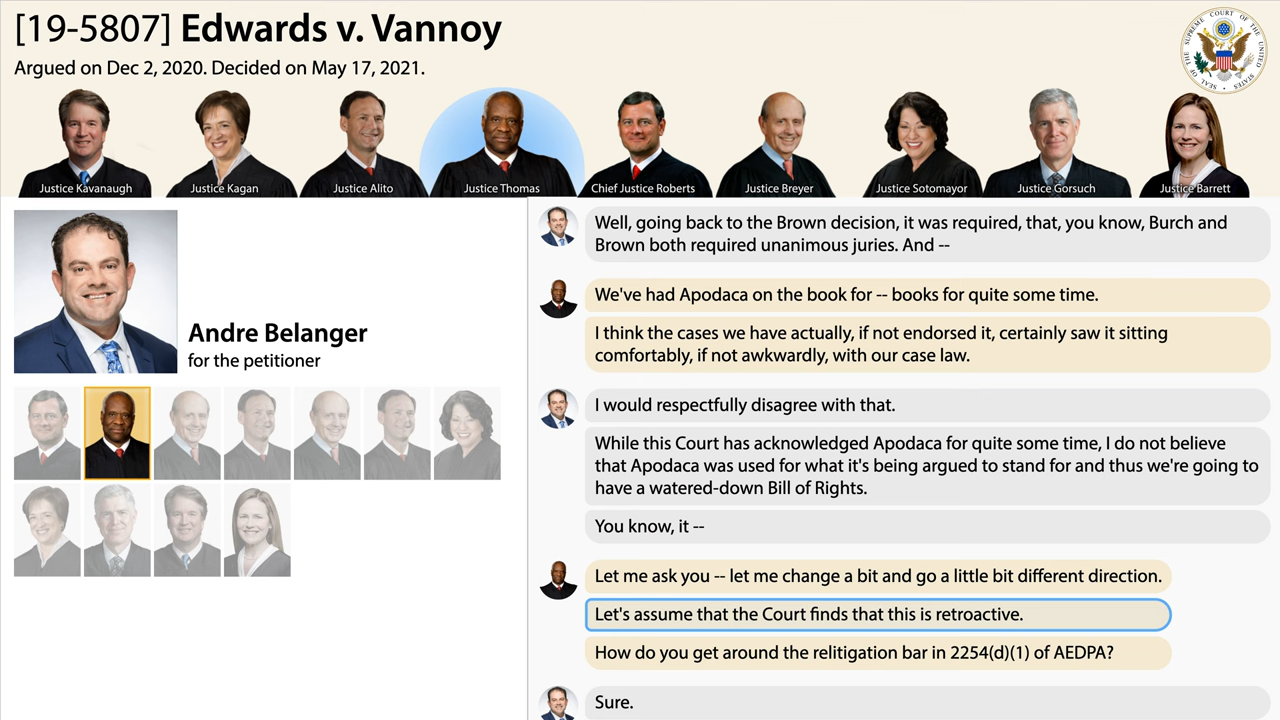 [19-5807] Edwards v. Vannoy
Argued on Dec 2, 2020. Decided on May 17, 2021.
SEAL OF THE SUPREME COURT OF THE UNITED STATES
Justice Kavanaugh
Justice Kagan
Justice Alito
Justice Thomas
Chief Justice Roberts
Justice Breyer
Justice Sotomayor
Justice Gorsuch
Justice Barrett
Andre Belanger
for the petitioner
Well, going back to the Brown decision, it was required, that, you know, Burch and
Brown both required unanimous juries. And --
We've had Apodaca on the book for -- books for quite some time.
I think the cases we have actually, if not endorsed it, certainly saw it sitting
comfortably, if not awkwardly, with our case law.
I would respectfully disagree with that.
While this Court has acknowledged Apodaca for quite some time, I do not believe
that Apodaca was used for what it's being argued to stand for and thus we're going to
have a watered-down Bill of Rights.
You know, it --
Let me ask you -- let me change a bit and go a little bit different direction.
Let's assume that the Court finds that this is retroactive.
How do you get around the relitigation bar in 2254(d)(1) of AEDPA?
Sure.